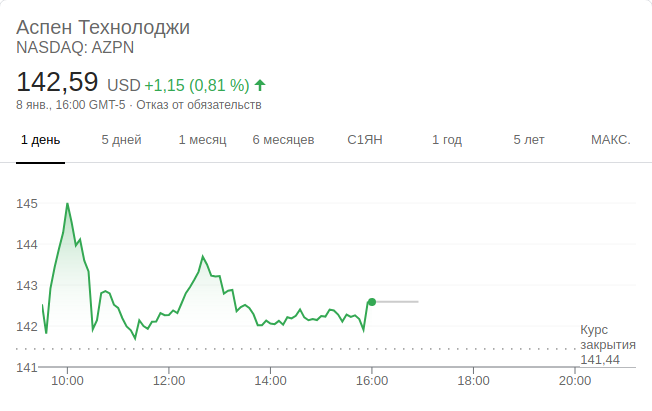 Аспен Технолоджи
NASDAQ: AZPN
142,59 USD +1,15 (0,81 %)
8 янв., 16:00 GMT-5 · Отказ от обязательств
1 день 5 дней 1 месяц 6 месяцев С1ЯН 1 год 5 лет МАКС.
145
144
143
142
141
Курс
закрытия
141,44
10:00 12:00 14:00 16:00 18:00 20:00